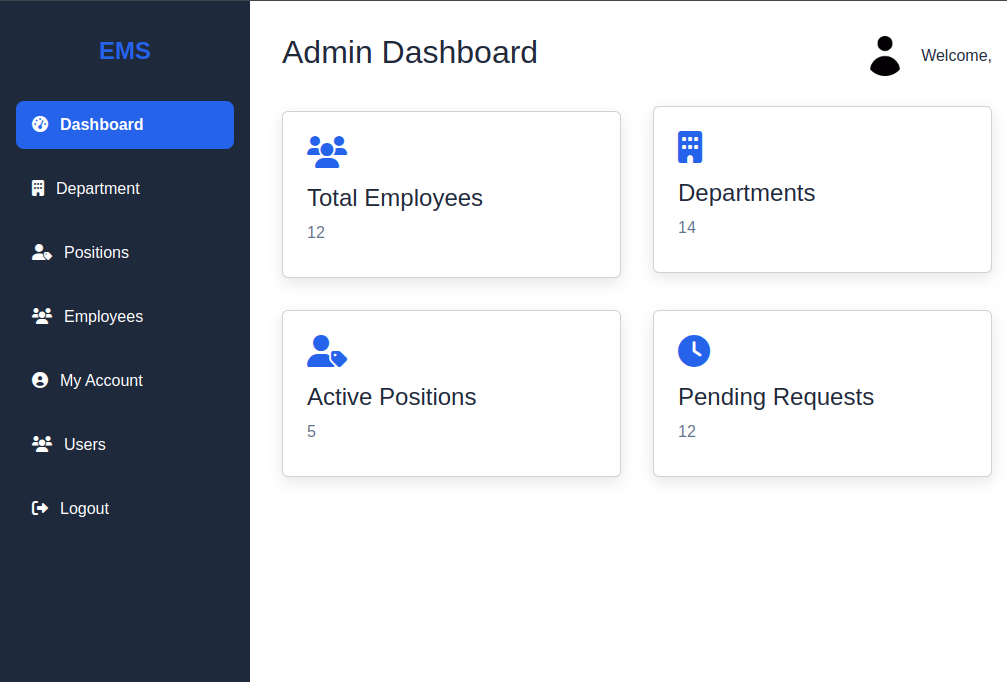 EMS
Dashboard
Department
Positions
Employees
My Account
Users
Logout
Admin Dashboard
Welcome,
Total Employees
12
Departments
14
Active Positions
5
Pending Requests
12